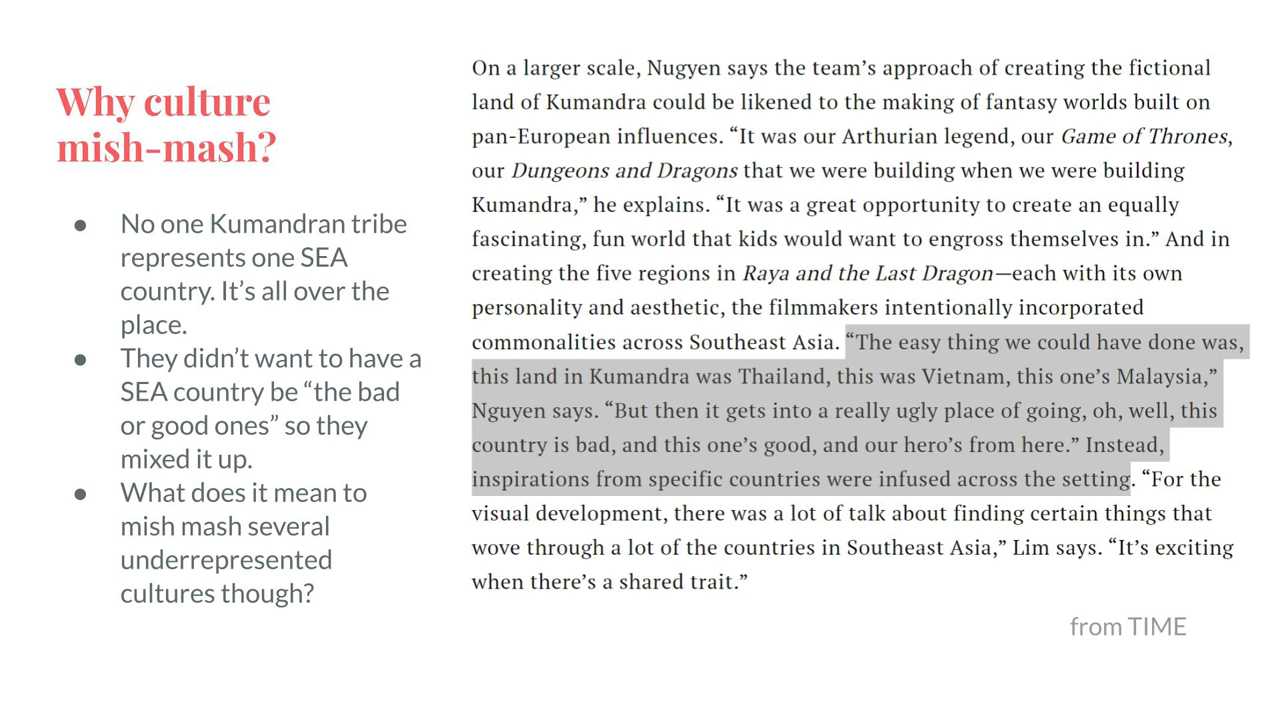 Why culture
mish-mash?
● No one Kumandran tribe
represents one SEA
country. It’s all over the
place.
● They didn’t want to have a
SEA country be “the bad
or good ones” so they
mixed it up.
● What does it mean to
mish mash several
underrepresented
cultures though?
On a larger scale, Nugyen says the team’s approach of creating the fictional
land of Kumandra could be likened to the making of fantasy worlds built on
pan-European influences. “It was our Arthurian legend, our Game of Thrones,
our Dungeons and Dragons that we were building when we were building
Kumandra,” he explains. “It was a great opportunity to create an equally
fascinating, fun world that kids would want to engross themselves in.” And in
creating the five regions in Raya and the Last Dragon—each with its own
personality and aesthetic, the filmmakers intentionally incorporated
commonalities across Southeast Asia. “The easy thing we could have done was,
this land in Kumandra was Thailand, this was Vietnam, this one’s Malaysia,”
Nguyen says. “But then it gets into a really ugly place of going, oh, well, this
country is bad, and this one’s good, and our hero’s from here.” Instead,
inspirations from specific countries were infused across the setting. “For the
visual development, there was a lot of talk about finding certain things that
wove through a lot of the countries in Southeast Asia,” Lim says. “It’s exciting
when there’s a shared trait.”
from TIME